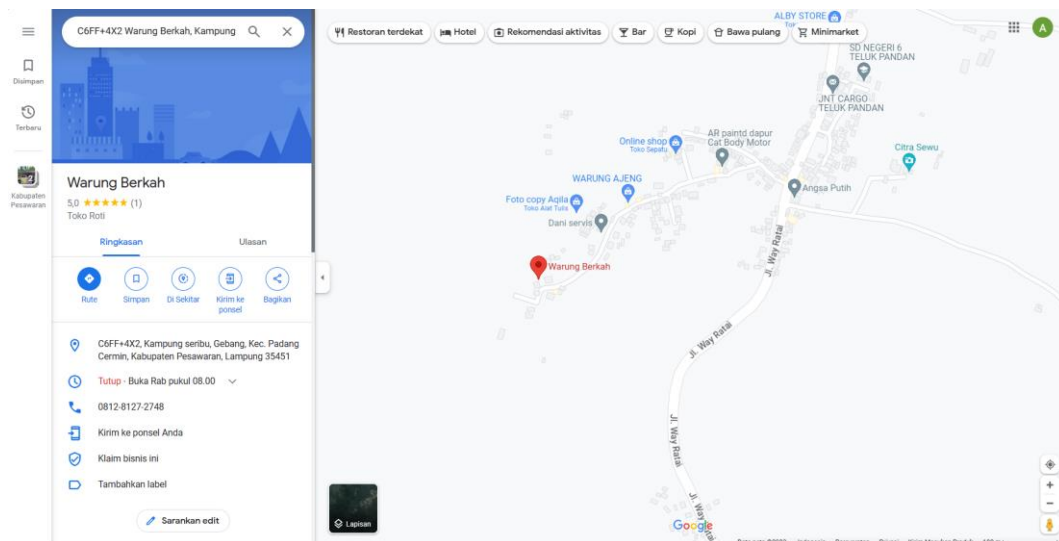 C6FF+4X2 Warung Berkah, Kampung
Disimpan
Terbaru
2
Kabupaten
Pesawaran
Warung Berkah
5,0 ★★★★★ (1)
Toko Roti
Ringkasan
Ulasan
Rute
Simpan
Di Sekitar
Kirim ke
ponsel
Bagikan
C6FF+4X2, Kampung seribu, Gebang, Kec. Padang
Cermin, Kabupaten Pesawaran, Lampung 35451
Tutup · Buka Rab pukul 08.00
0812-8127-2748
Kirim ke ponsel Anda
Klaim bisnis ini
Tambahkan label
Sarankan edit
Restoran terdekat
Hotel
Rekomendasi aktivitas
Bar
Kopi
Bawa pulang
Minimarket
A
ALBY STORE
SD NEGERI 6
TELUK PANDAN
JNT CARGO
TELUK PANDAN
AR paintd dapur
Cat Body Motor
Online shop
Toko Sepatu
Citra Sewu
WARUNG AJENG
Angsa Putih
Foto copy Aqila
Toko Alat Tulis
Dani servis
Warung Berkah
Jl. Way Ratai
Jl. Way Ratai
Jl. Way Ratai
Jl. Way
Lapisan
Google